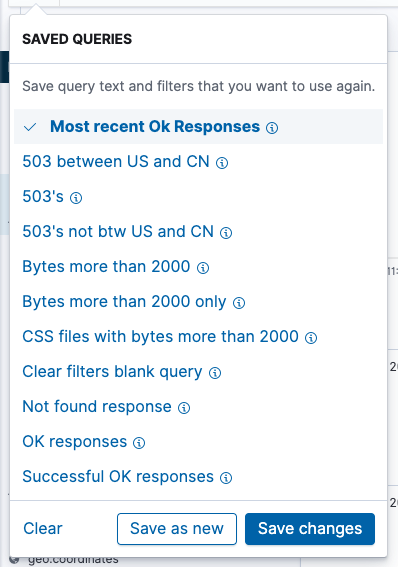 SAVED QUERIES
Save query text and filters that you want to use again.
Most recent Ok Responses
503 between US and CN
503's
503's not btw US and CN
Bytes more than 2000
Bytes more than 2000 only
CSS files with bytes more than 2000
Clear filters blank query
Not found response
OK responses
Successful OK responses
Clear
Save as new
Save changes
geo.coordinates